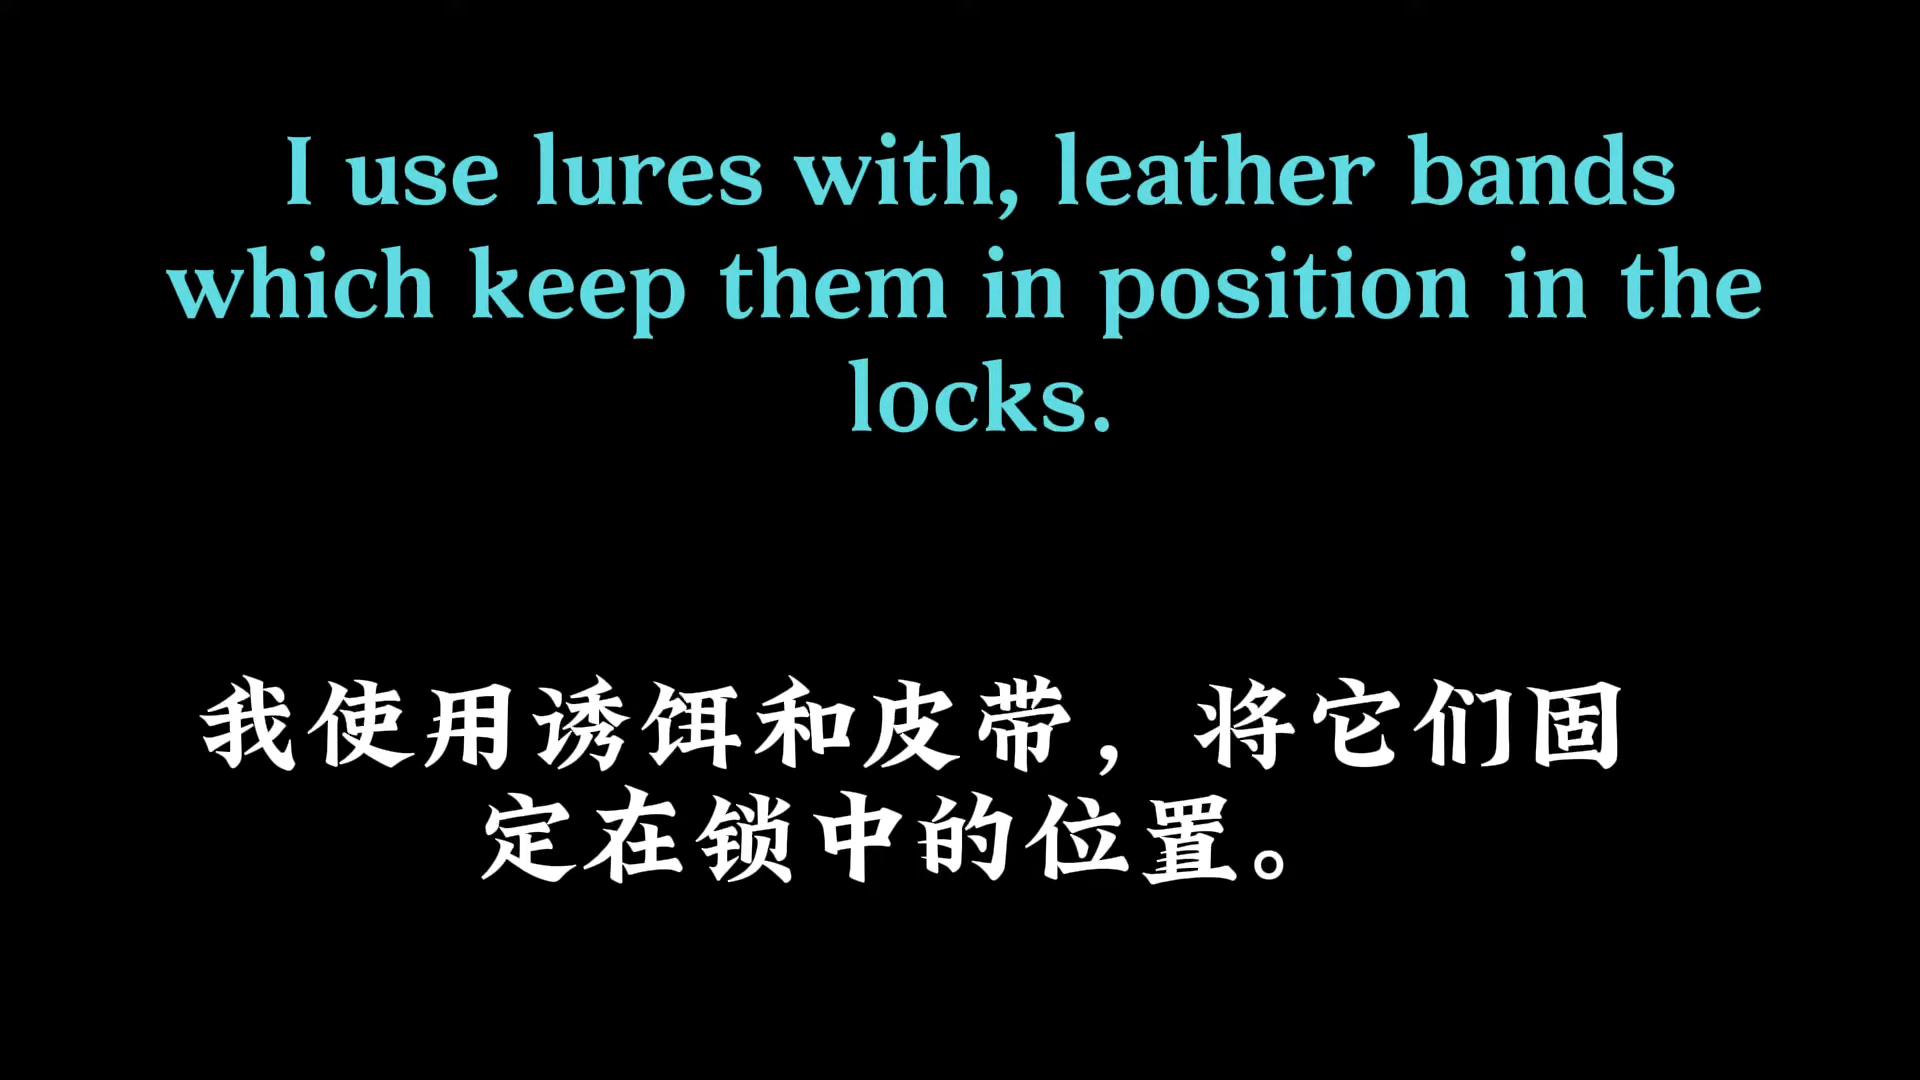 I use lures with, leather bands
which keep them in position in the
locks.
我使用诱饵和皮带，将它们固
定在锁中的位置。